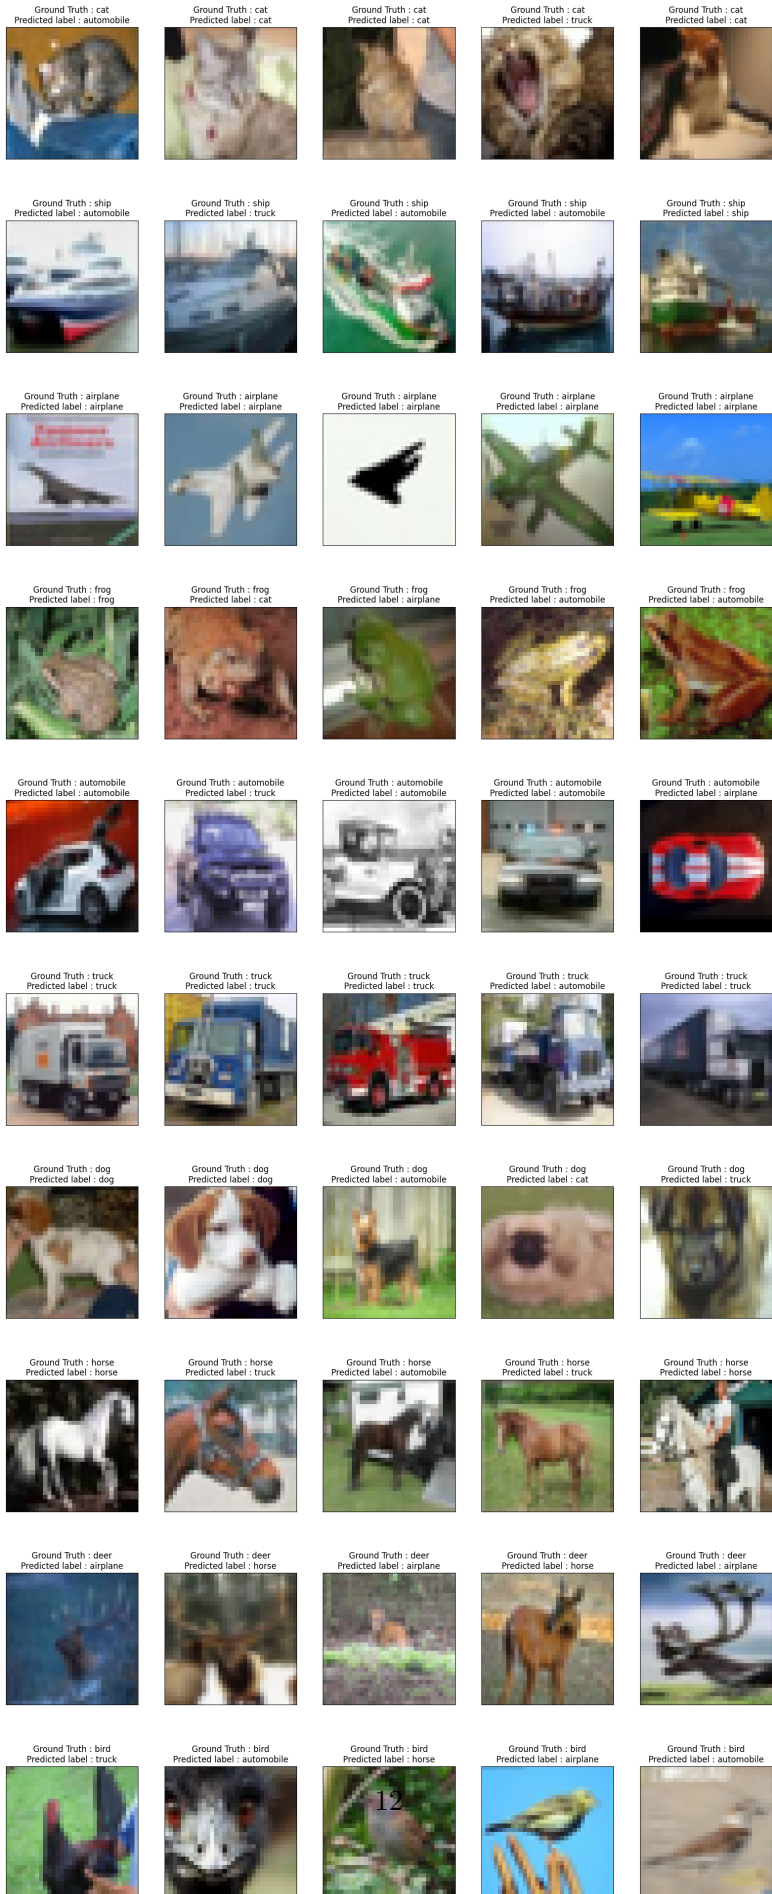 Ground Truth : cat
Predicted label : automobile
Ground Truth : cat
Predicted label : cat
Ground Truth : cat
Predicted label : cat
Ground Truth : cat
Predicted label : truck
Ground Truth : cat
Predicted label : cat
Ground Truth : ship
Predicted label : automobile
Ground Truth : ship
Predicted label : truck
Ground Truth : ship
Predicted label : automobile
Ground Truth : ship
Predicted label : automobile
Ground Truth : ship
Predicted label : ship
Ground Truth : airplane
Predicted label : airplane
Ground Truth : airplane
Predicted label : airplane
Ground Truth : airplane
Predicted label : airplane
Ground Truth : airplane
Predicted label : airplane
Ground Truth : airplane
Predicted label : airplane
Ground Truth : frog
Predicted label : frog
Ground Truth : frog
Predicted label : cat
Ground Truth : frog
Predicted label : airplane
Ground Truth : frog
Predicted label : automobile
Ground Truth : frog
Predicted label : automobile
Ground Truth : automobile
Predicted label : automobile
Ground Truth : automobile
Predicted label : truck
Ground Truth : automobile
Predicted label : automobile
Ground Truth : automobile
Predicted label : automobile
Ground Truth : automobile
Predicted label : airplane
Ground Truth : truck
Predicted label : truck
Ground Truth : truck
Predicted label : truck
Ground Truth : truck
Predicted label : truck
Ground Truth : truck
Predicted label : automobile
Ground Truth : truck
Predicted label : truck
Ground Truth : dog
Predicted label : dog
Ground Truth : dog
Predicted label : dog
Ground Truth : dog
Predicted label : automobile
Ground Truth : dog
Predicted label : cat
Ground Truth : dog
Predicted label : truck
Ground Truth : horse
Predicted label : horse
Ground Truth : horse
Predicted label : truck
Ground Truth : horse
Predicted label : automobile
Ground Truth : horse
Predicted label : truck
Ground Truth : horse
Predicted label : horse
Ground Truth : deer
Predicted label : airplane
Ground Truth : deer
Predicted label : horse
Ground Truth : deer
Predicted label : airplane
Ground Truth : deer
Predicted label : horse
Ground Truth : deer
Predicted label : airplane
Ground Truth : bird
Predicted label : truck
Ground Truth : bird
Predicted label : automobile
Ground Truth : bird
Predicted label : horse
Ground Truth : bird
Predicted label : airplane
Ground Truth : bird
Predicted label : automobile
12